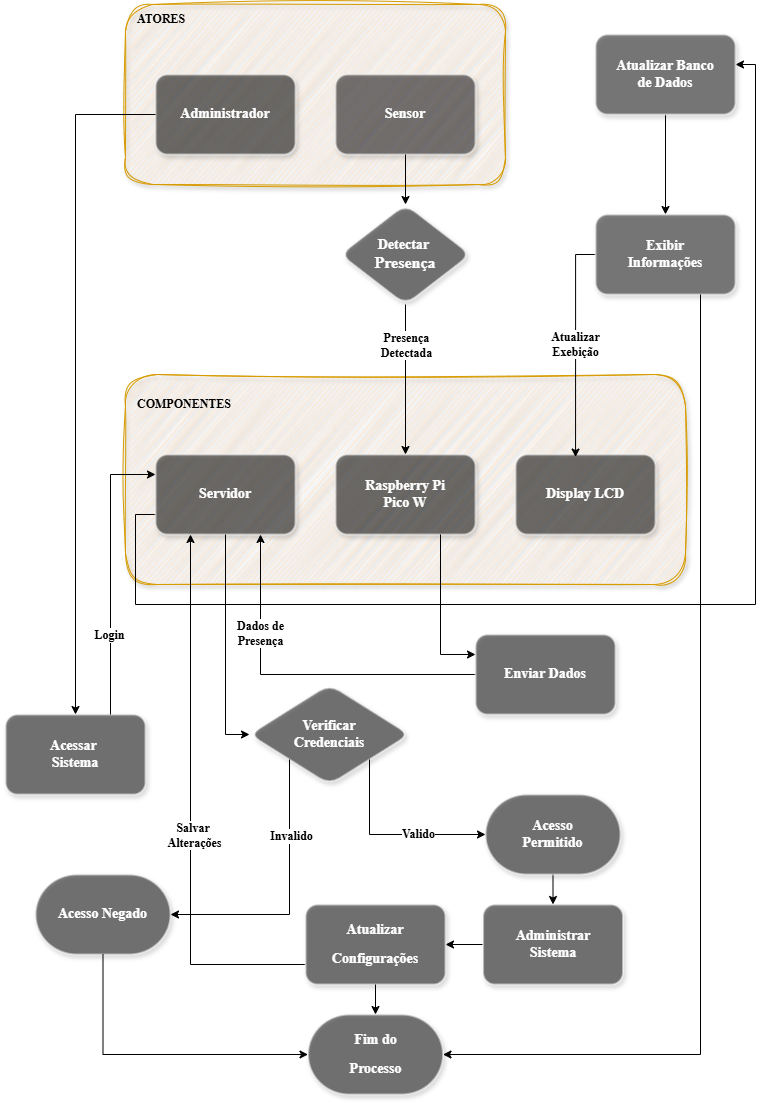 ATORES
Administrador
Sensor
Atualizar Banco
de Dados
Detectar
Presença
Exibir
Informações
Presença
Detectada
Atualizar
Exebição
COMPONENTES
Servidor
Raspberry Pi
Pico W
Display LCD
Login
Dados de
Presença
Enviar Dados
Acessar
Sistema
Verificar
Credenciais
Salvar
Alterações
Invalido
Valido
Acesso
Permitido
Acesso Negado
Atualizar
Configurações
Administrar
Sistema
Fim do
Processo